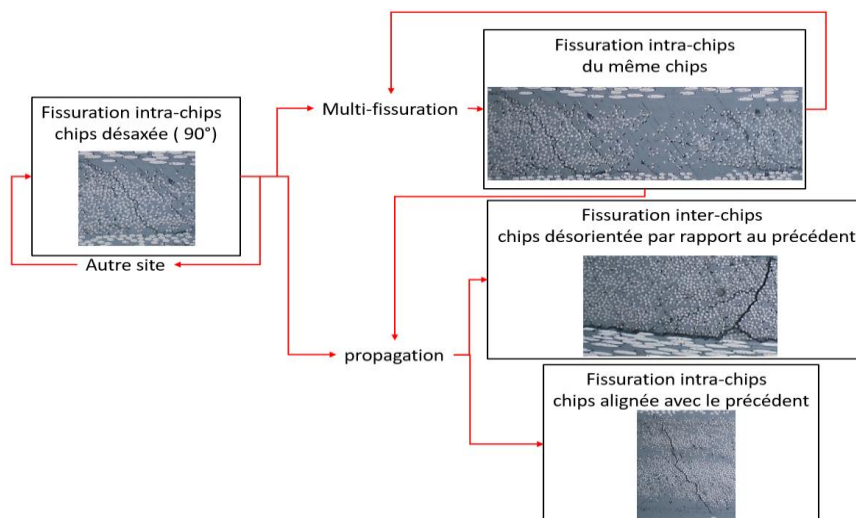 Fissuration intra-chips
chips désaxée ( 90°)
Autre site
Multi-fissuration
Fissuration intra-chips
du même chips
propagation
Fissuration inter-chips
chips désorientée par rapport au précédent
Fissuration intra-chips
chips alignée avec le précédent